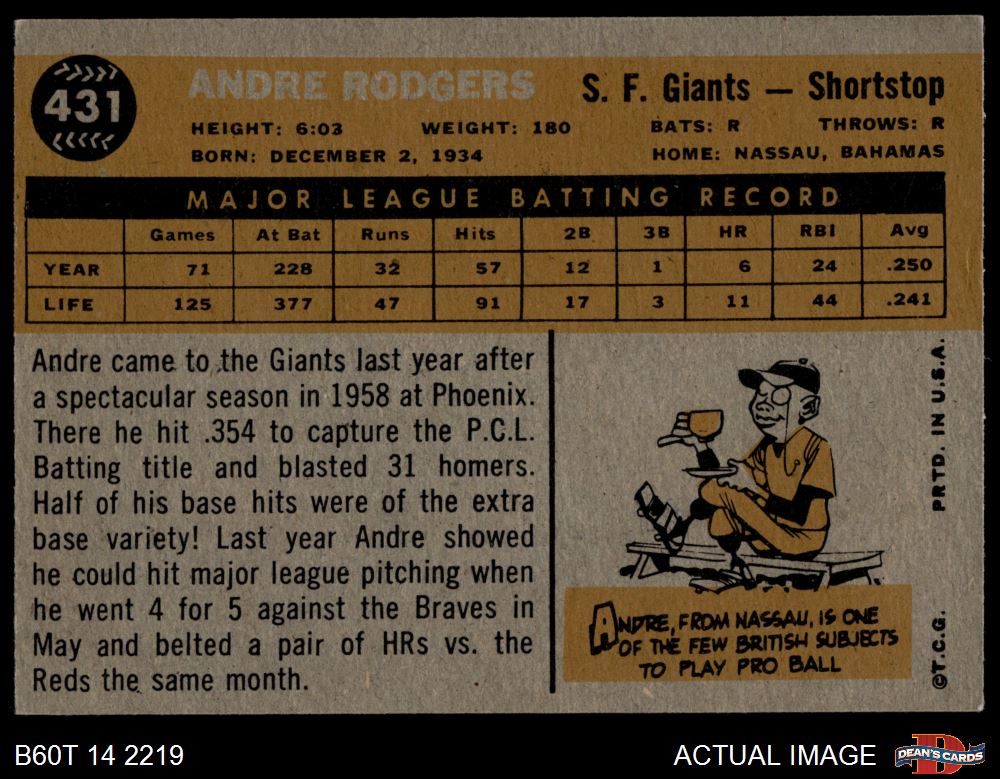 431
ANDRE RODGERS
S. F. Giants — Shortstop
HEIGHT: 6:03 WEIGHT: 180 BATS: R THROWS: R
BORN: DECEMBER 2, 1934 HOME: NASSAU, BAHAMAS
MAJOR LEAGUE BATTING RECORD
Games At Bat Runs Hits 2B 3B HR RBI Avg
YEAR 71 228 32 57 12 1 6 24 .250
LIFE 125 377 47 91 17 3 11 44 .241
Andre came to the Giants last year after
a spectacular season in 1958 at Phoenix.
There he hit .354 to capture the P.C.L.
Batting title and blasted 31 homers.
Half of his base hits were of the extra
base variety! Last year Andre showed
he could hit major league pitching when
he went 4 for 5 against the Braves in
May and belted a pair of HRs vs. the
Reds the same month.
ANDRE, FROM NASSAU, IS ONE
OF THE FEW BRITISH SUBJECTS
TO PLAY PRO BALL
©T.C.G. PRTD. IN U.S.A.
B60T 14 2219
ACTUAL IMAGE
D
DEAN'S CARDS